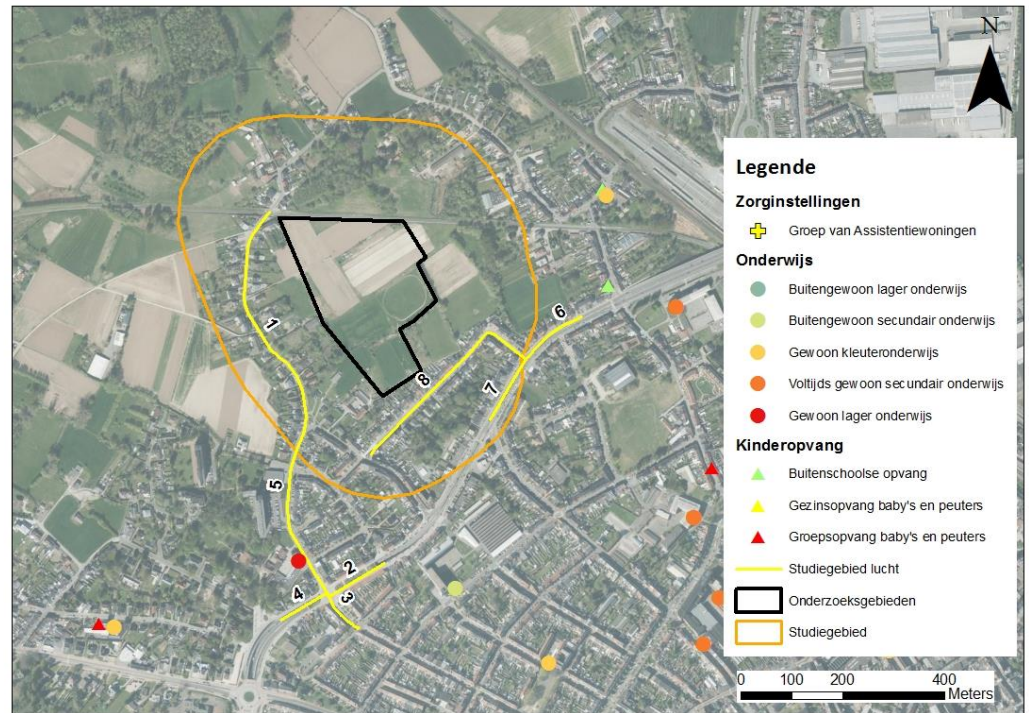 N
Legende
Zorginstellingen
Groep van Assistentiewoningen
Onderwijs
Buitengewoon lager onderwijs
Buitengewoon secundair onderwijs
Gewoon kleuteronderwijs
Voltijds gewoon secundair onderwijs
Gewoon lager onderwijs
Kinderopvang
Buitenschoolse opvang
Gezinsopvang baby's en peuters
Groepsopvang baby's en peuters
Studiegebied lucht
Onderzoeksgebieden
Studiegebied
0 100 200 400
Meters
1
6
8
7
5
2
4
3